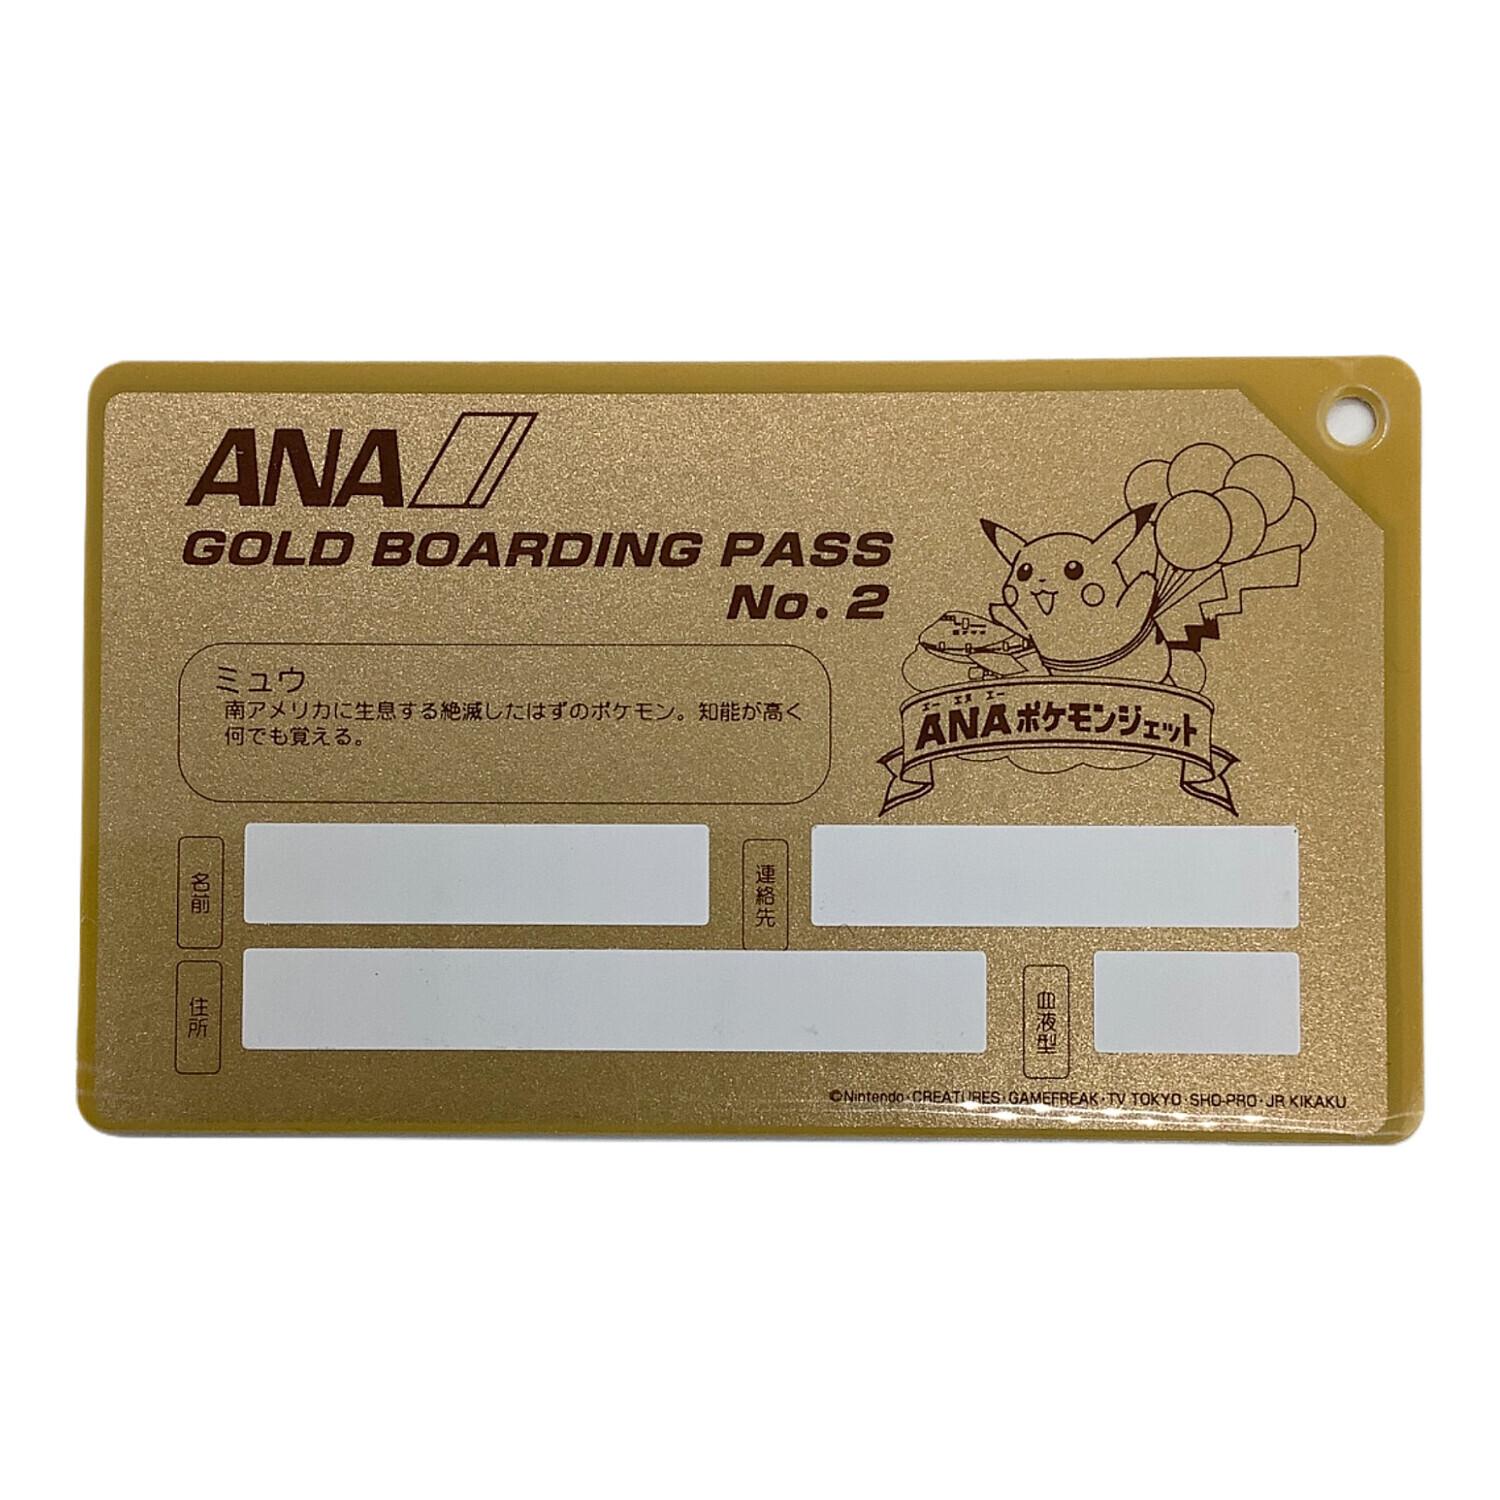 ANA
GOLD BOARDING PASS
No. 2
ミュウ
南アメリカに生息する絶滅したはずのポケモン。知能が高く
何でも覚える。
エー エヌ エー
ANAポケモンジェット
名前
連絡先
住所
血液型
©Nintendo・CREATURES・GAMEFREAK・TV TOKYO・SHO-PRO・JR KIKAKU